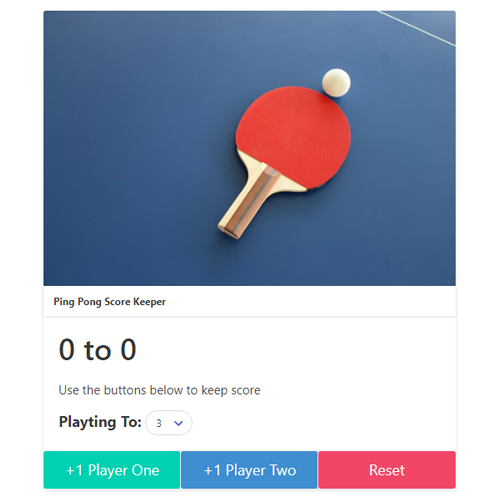 Ping Pong Score Keeper
0 to 0
Use the buttons below to keep score
Playting To: 3
+1 Player One +1 Player Two Reset